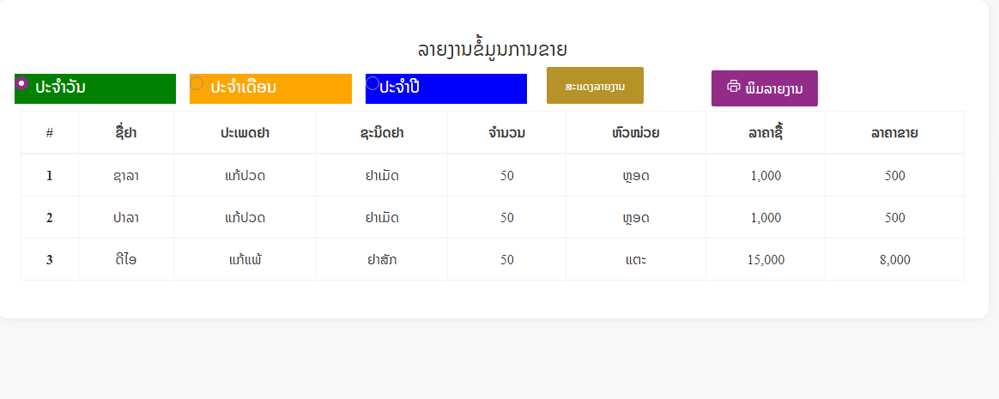 ລາຍງານຂໍ້ມູນການຂາຍ
ປະຈຳວັນ ປະຈຳເດືອນ ປະຈຳປີ ສະແດງລາຍງານ ພິມລາຍງານ
# ຊື່ຢາ ປະເພດຢາ ຊະນິດຢາ ຈຳນວນ ຫົວໜ່ວຍ ລາຄາຊື້ ລາຄາຂາຍ
1 ຊາລາ ແກ້ປວດ ຢາເມັດ 50 ຫຼອດ 1,000 500
2 ປາລາ ແກ້ປວດ ຢາເມັດ 50 ຫຼອດ 1,000 500
3 ດີໄອ ແກ້ແພ້ ຢາສັກ 50 ແຕະ 15,000 8,000